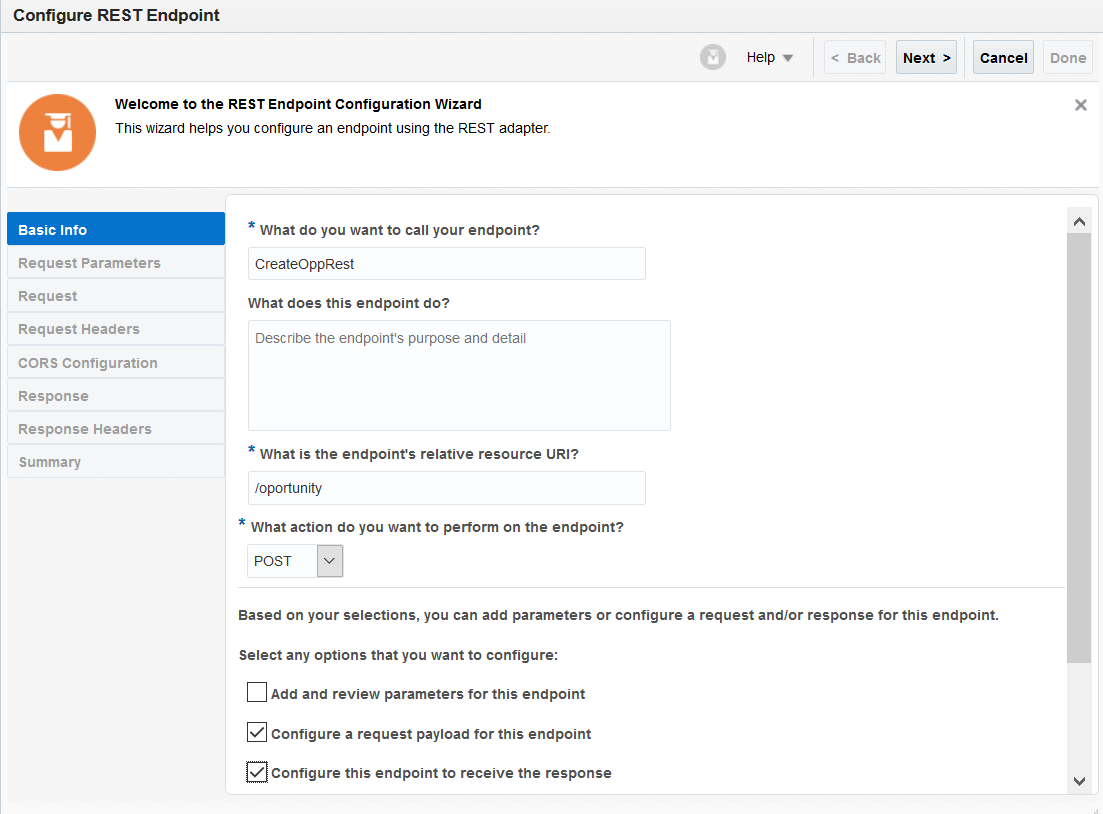 Configure REST Endpoint
Help
< Back
Next >
Cancel
Done
Welcome to the REST Endpoint Configuration Wizard
This wizard helps you configure an endpoint using the REST adapter.
Basic Info
Request Parameters
Request
Request Headers
CORS Configuration
Response
Response Headers
Summary
* What do you want to call your endpoint?
CreateOppRest
What does this endpoint do?
Describe the endpoint's purpose and detail
* What is the endpoint's relative resource URI?
/oportunity
* What action do you want to perform on the endpoint?
POST
Based on your selections, you can add parameters or configure a request and/or response for this endpoint.
Select any options that you want to configure:
Add and review parameters for this endpoint
Configure a request payload for this endpoint
Configure this endpoint to receive the response